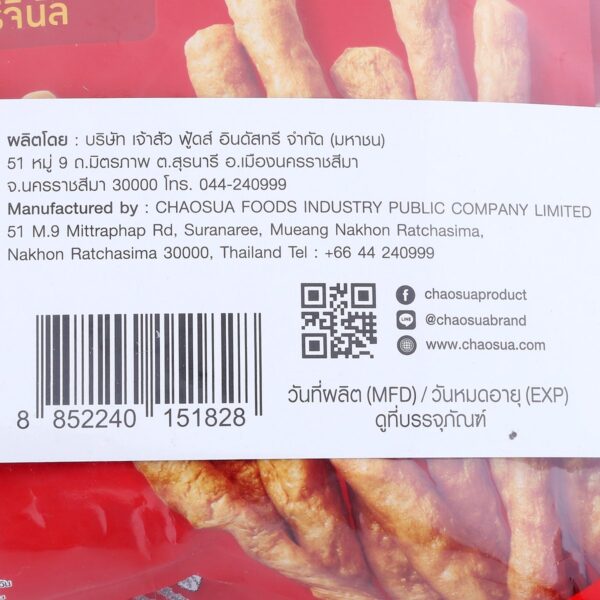 ริจินัล
ผลิตโดย : บริษัท เจ้าสัว ฟู้ดส์ อินดัสทรี จำกัด (มหาชน)
51 หมู่ 9 ถ.มิตรภาพ ต.สุรนารี อ.เมืองนครราชสีมา
จ.นครราชสีมา 30000 โทร. 044-240999
Manufactured by : CHAOSUA FOODS INDUSTRY PUBLIC COMPANY LIMITED
51 M.9 Mittraphap Rd, Suranaree, Mueang Nakhon Ratchasima,
Nakhon Ratchasima 30000, Thailand Tel : +66 44 240999
chaosuaproduct
LINE @chaosuabrand
www.chaosua.com
8 852240 151828
วันที่ผลิต (MFD) / วันหมดอายุ (EXP)
ดูที่บรรจุภัณฑ์